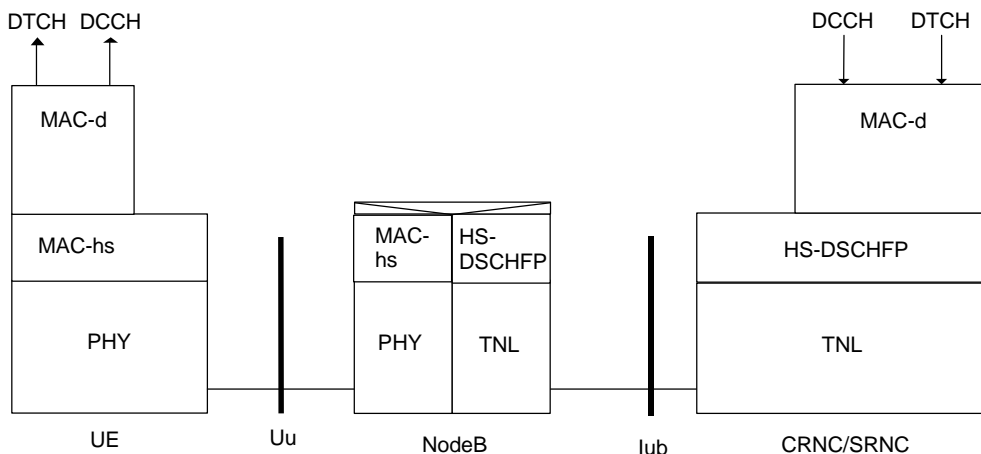 DTCH DCCH
DCCH DTCH
MAC-d
MAC-d
MAC-hs
MAC-
hs
HS-
DSCHFP
HS-DSCHFP
PHY
PHY
TNL
TNL
UE
Uu
NodeB
Iub
CRNC/SRNC